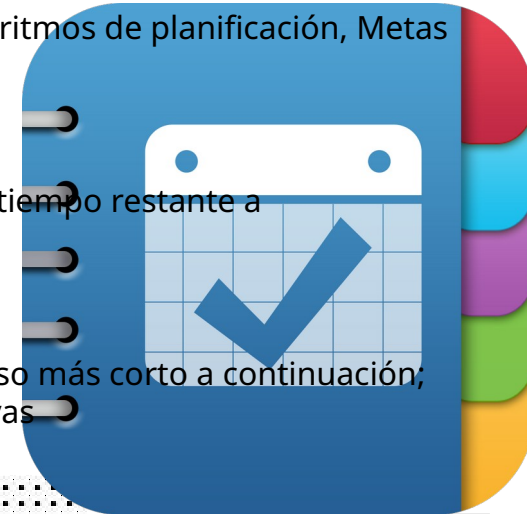 ritmos de planificación, Metas
tiempo restante a
so más corto a continuación;
vas